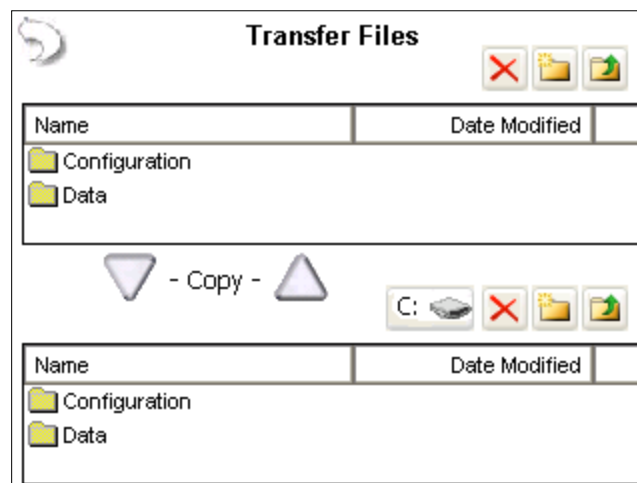 Transfer Files
Name Date Modified
Configuration
Data
- Copy -
C:
Name Date Modified
Configuration
Data